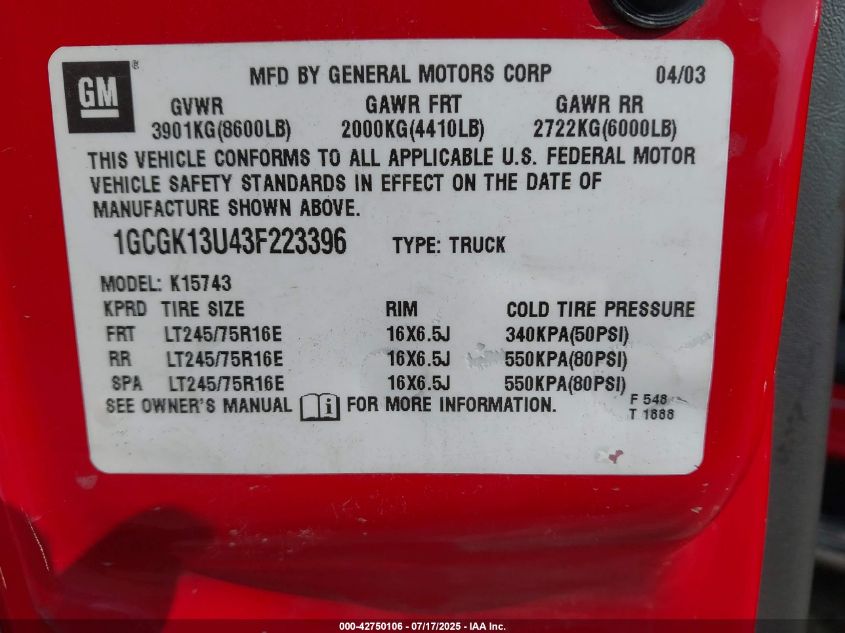 GM ®
MFD BY GENERAL MOTORS CORP 04/03
GVWR GAWR FRT GAWR RR
3901KG(8600LB) 2000KG(4410LB) 2722KG(6000LB)
THIS VEHICLE CONFORMS TO ALL APPLICABLE U.S. FEDERAL MOTOR
VEHICLE SAFETY STANDARDS IN EFFECT ON THE DATE OF
MANUFACTURE SHOWN ABOVE.
1GCGK13U43F223396 TYPE: TRUCK
MODEL: K15743
KPRD TIRE SIZE RIM COLD TIRE PRESSURE
FRT LT245/75R16E 16X6.5J 340KPA(50PSI)
RR LT245/75R16E 16X6.5J 550KPA(80PSI)
SPA LT245/75R16E 16X6.5J 550KPA(80PSI)
SEE OWNER'S MANUAL i FOR MORE INFORMATION.
F 548
T 1888
000-42750106 - 07/17/2025 - IAA Inc.